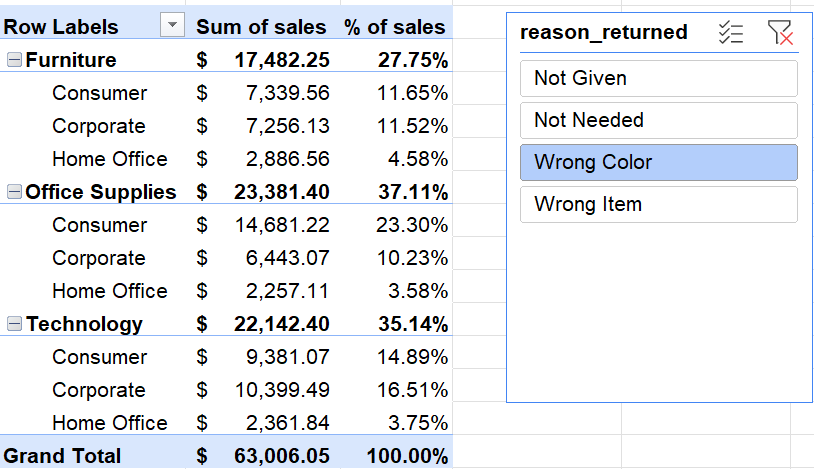 Row Labels Sum of sales % of sales
Furniture $ 17,482.25 27.75%
Consumer $ 7,339.56 11.65%
Corporate $ 7,256.13 11.52%
Home Office $ 2,886.56 4.58%
Office Supplies $ 23,381.40 37.11%
Consumer $ 14,681.22 23.30%
Corporate $ 6,443.07 10.23%
Home Office $ 2,257.11 3.58%
Technology $ 22,142.40 35.14%
Consumer $ 9,381.07 14.89%
Corporate $ 10,399.49 16.51%
Home Office $ 2,361.84 3.75%
Grand Total $ 63,006.05 100.00%
reason_returned
Not Given
Not Needed
Wrong Color
Wrong Item